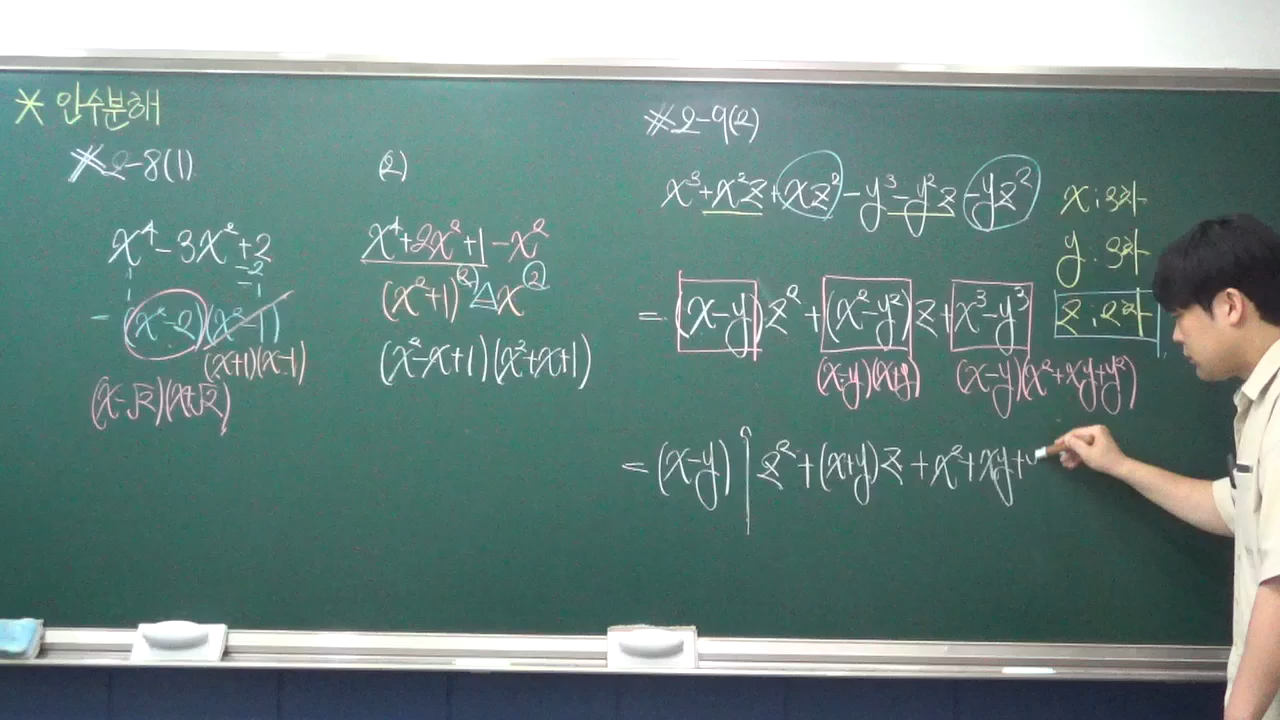 * 인수분해
※2-8(1)
x⁴-3x²+2
-2
-1
- (x²-2)(x²-1)
(x+1)(x-1)
(x-√2)(x+√2)
(2)
x⁴+2x²+1-x²
(x²+1)²-x²
(x²-x+1)(x²+x+1)
※2-9(2)
x³+x²z+xz²-y³-y²z-yz²
x:3차
y:3차
z:2차
=(x-y)z²+(x²-y²)z+x³-y³
(x-y)(x+y) (x-y)(x²+xy+y²)
=(x-y){z²+(x+y)z+x²+xy+